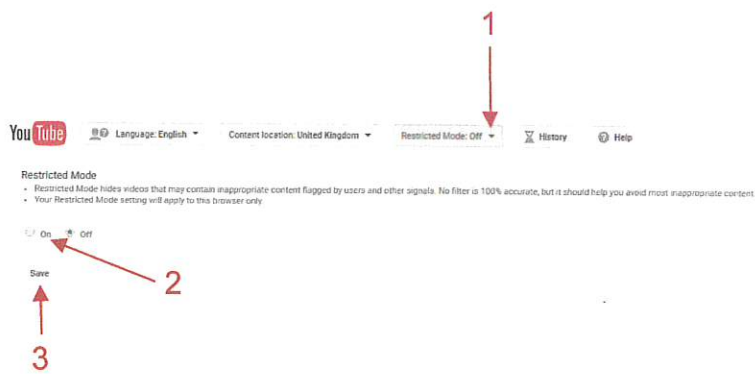 1
You Tube Language: English Content location: United Kingdom Restricted Mode: Off History Help
Restricted Mode
• Restricted Mode hides videos that may contain inappropriate content flagged by users and other signals. No filter is 100% accurate, but it should help you avoid most inappropriate content
• Your Restricted Mode setting will apply to this browser only.
On Off
2
Save
3